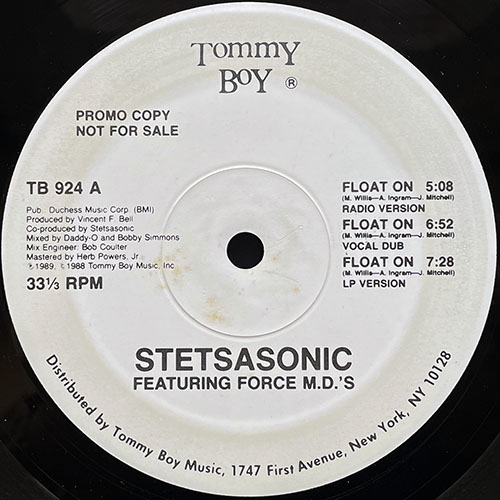 TOMMY
BOY ®
PROMO COPY
NOT FOR SALE
TB 924 A
Pub. Duchess Music Corp. (BMI)
Produced by Vincent F. Bell
Co-produced by Stetsasonic
Mixed by Daddy-O and Bobby Simmons
Mix Engineer: Bob Coulter
Mastered by Herb Powers, Jr.
℗ 1989, © 1988 Tommy Boy Music, Inc
33⅓ RPM
FLOAT ON 5:08
(M. Willis—A. Ingram—J. Mitchell)
RADIO VERSION
FLOAT ON 6:52
(M. Willis—A. Ingram—J. Mitchell)
VOCAL DUB
FLOAT ON 7:28
(M. Willis—A. Ingram—J. Mitchell)
LP VERSION
STETSASONIC
FEATURING FORCE M.D.'S
Distributed by Tommy Boy Music, 1747 First Avenue, New York, NY 10128